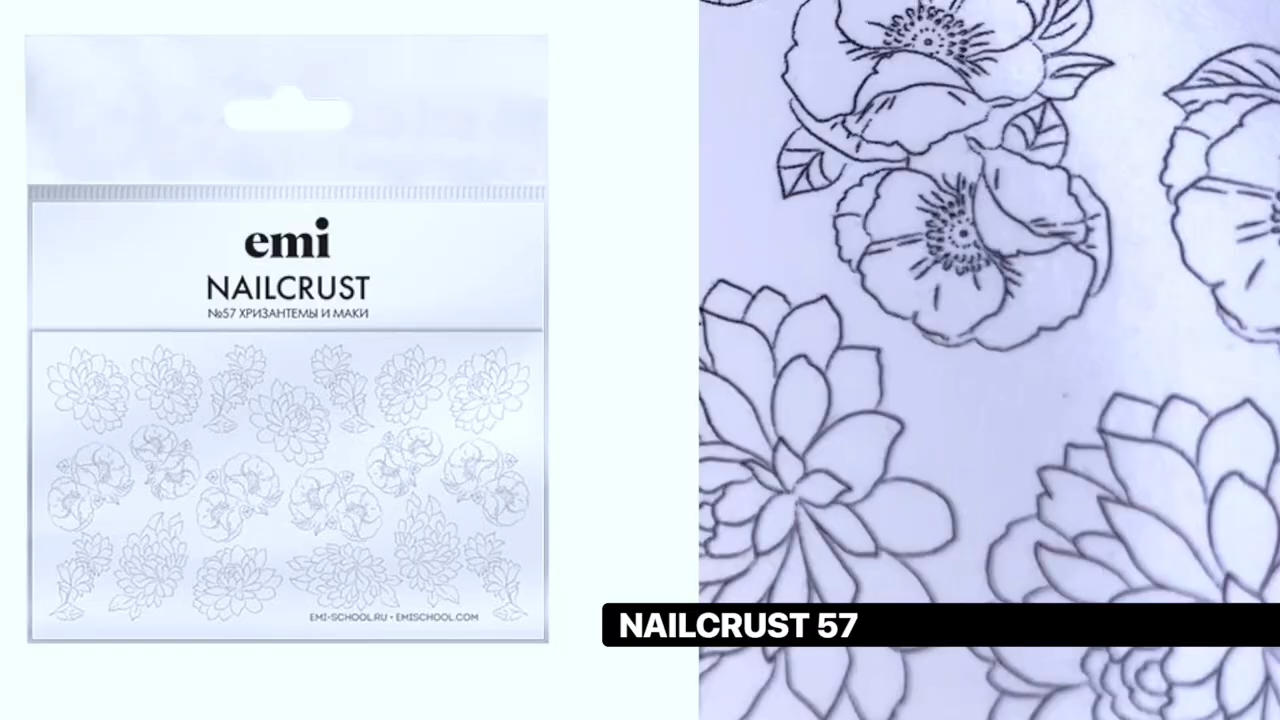 emi
NAILCRUST
№57 ХРИЗАНТЕМЫ И МАКИ
EMI-SCHOOL.RU • EMISCHOOL.COM
NAILCRUST 57